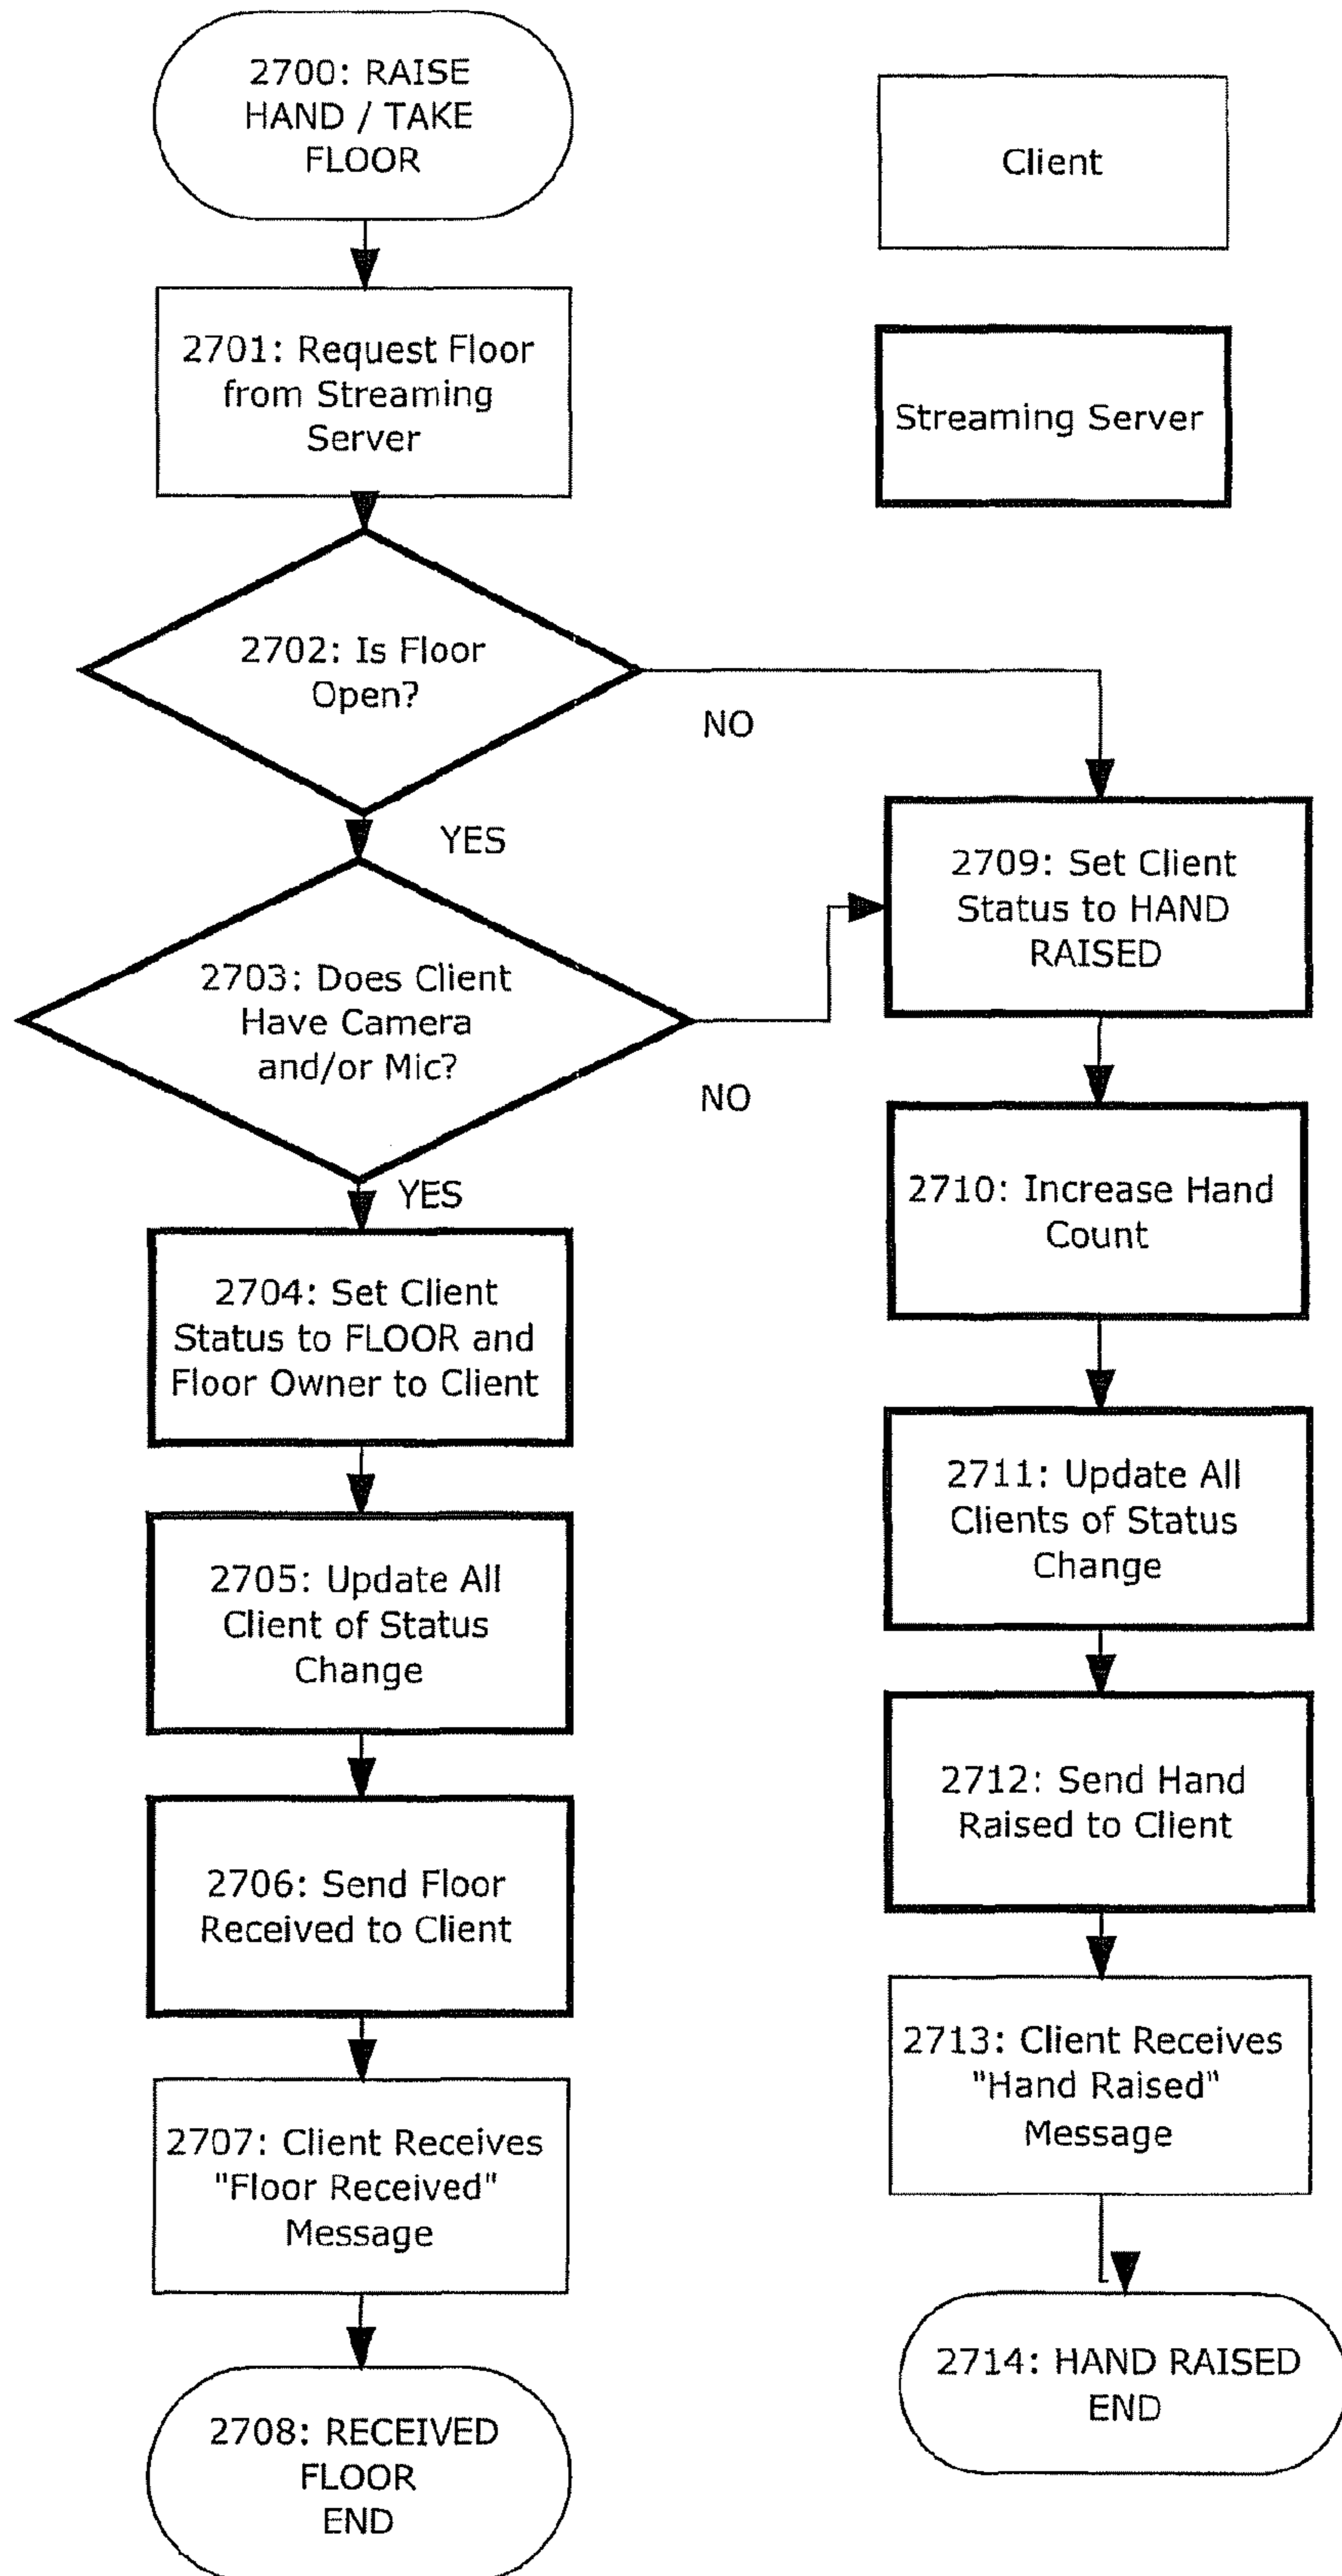 2700: RAISE
HAND / TAKE
FLOOR
Client
2701: Request Floor
from Streaming
Server
Streaming Server
2702: Is Floor
Open?
NO
YES
2703: Does Client
Have Camera
and/or Mic?
NO
YES
2704: Set Client
Status to FLOOR and
Floor Owner to Client
2705: Update All
Client of Status
Change
2706: Send Floor
Received to Client
2707: Client Receives
"Floor Received"
Message
2708: RECEIVED
FLOOR
END
2709: Set Client
Status to HAND
RAISED
2710: Increase Hand
Count
2711: Update All
Clients of Status
Change
2712: Send Hand
Raised to Client
2713: Client Receives
"Hand Raised"
Message
2714: HAND RAISED
END